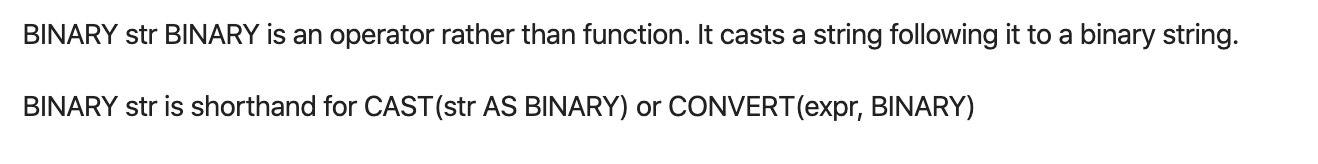 BINARY str BINARY is an operator rather than function. It casts a string following it to a binary string.
BINARY str is shorthand for CAST(str AS BINARY) or CONVERT(expr, BINARY)